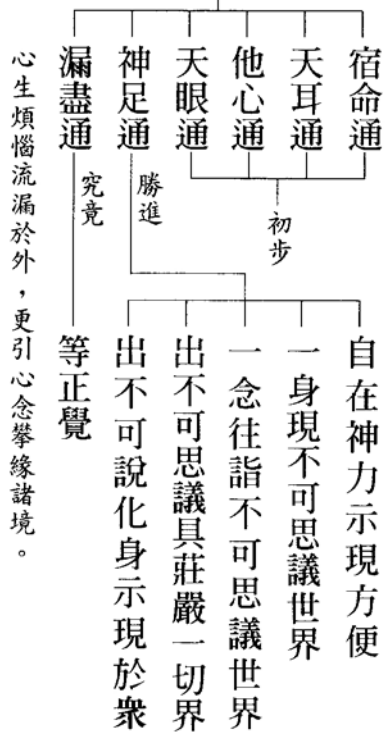 宿命通
天耳通
他心通
天眼通
神足通
漏盡通
初步
勝進
究竟
自在神力示現方便
一身現不可思議世界
一念往詣不可思議世界
出不可思議具莊嚴一切界
出不可說化身示現於衆
等正覺
心生煩惱流漏於外，更引心念攀緣諸境。